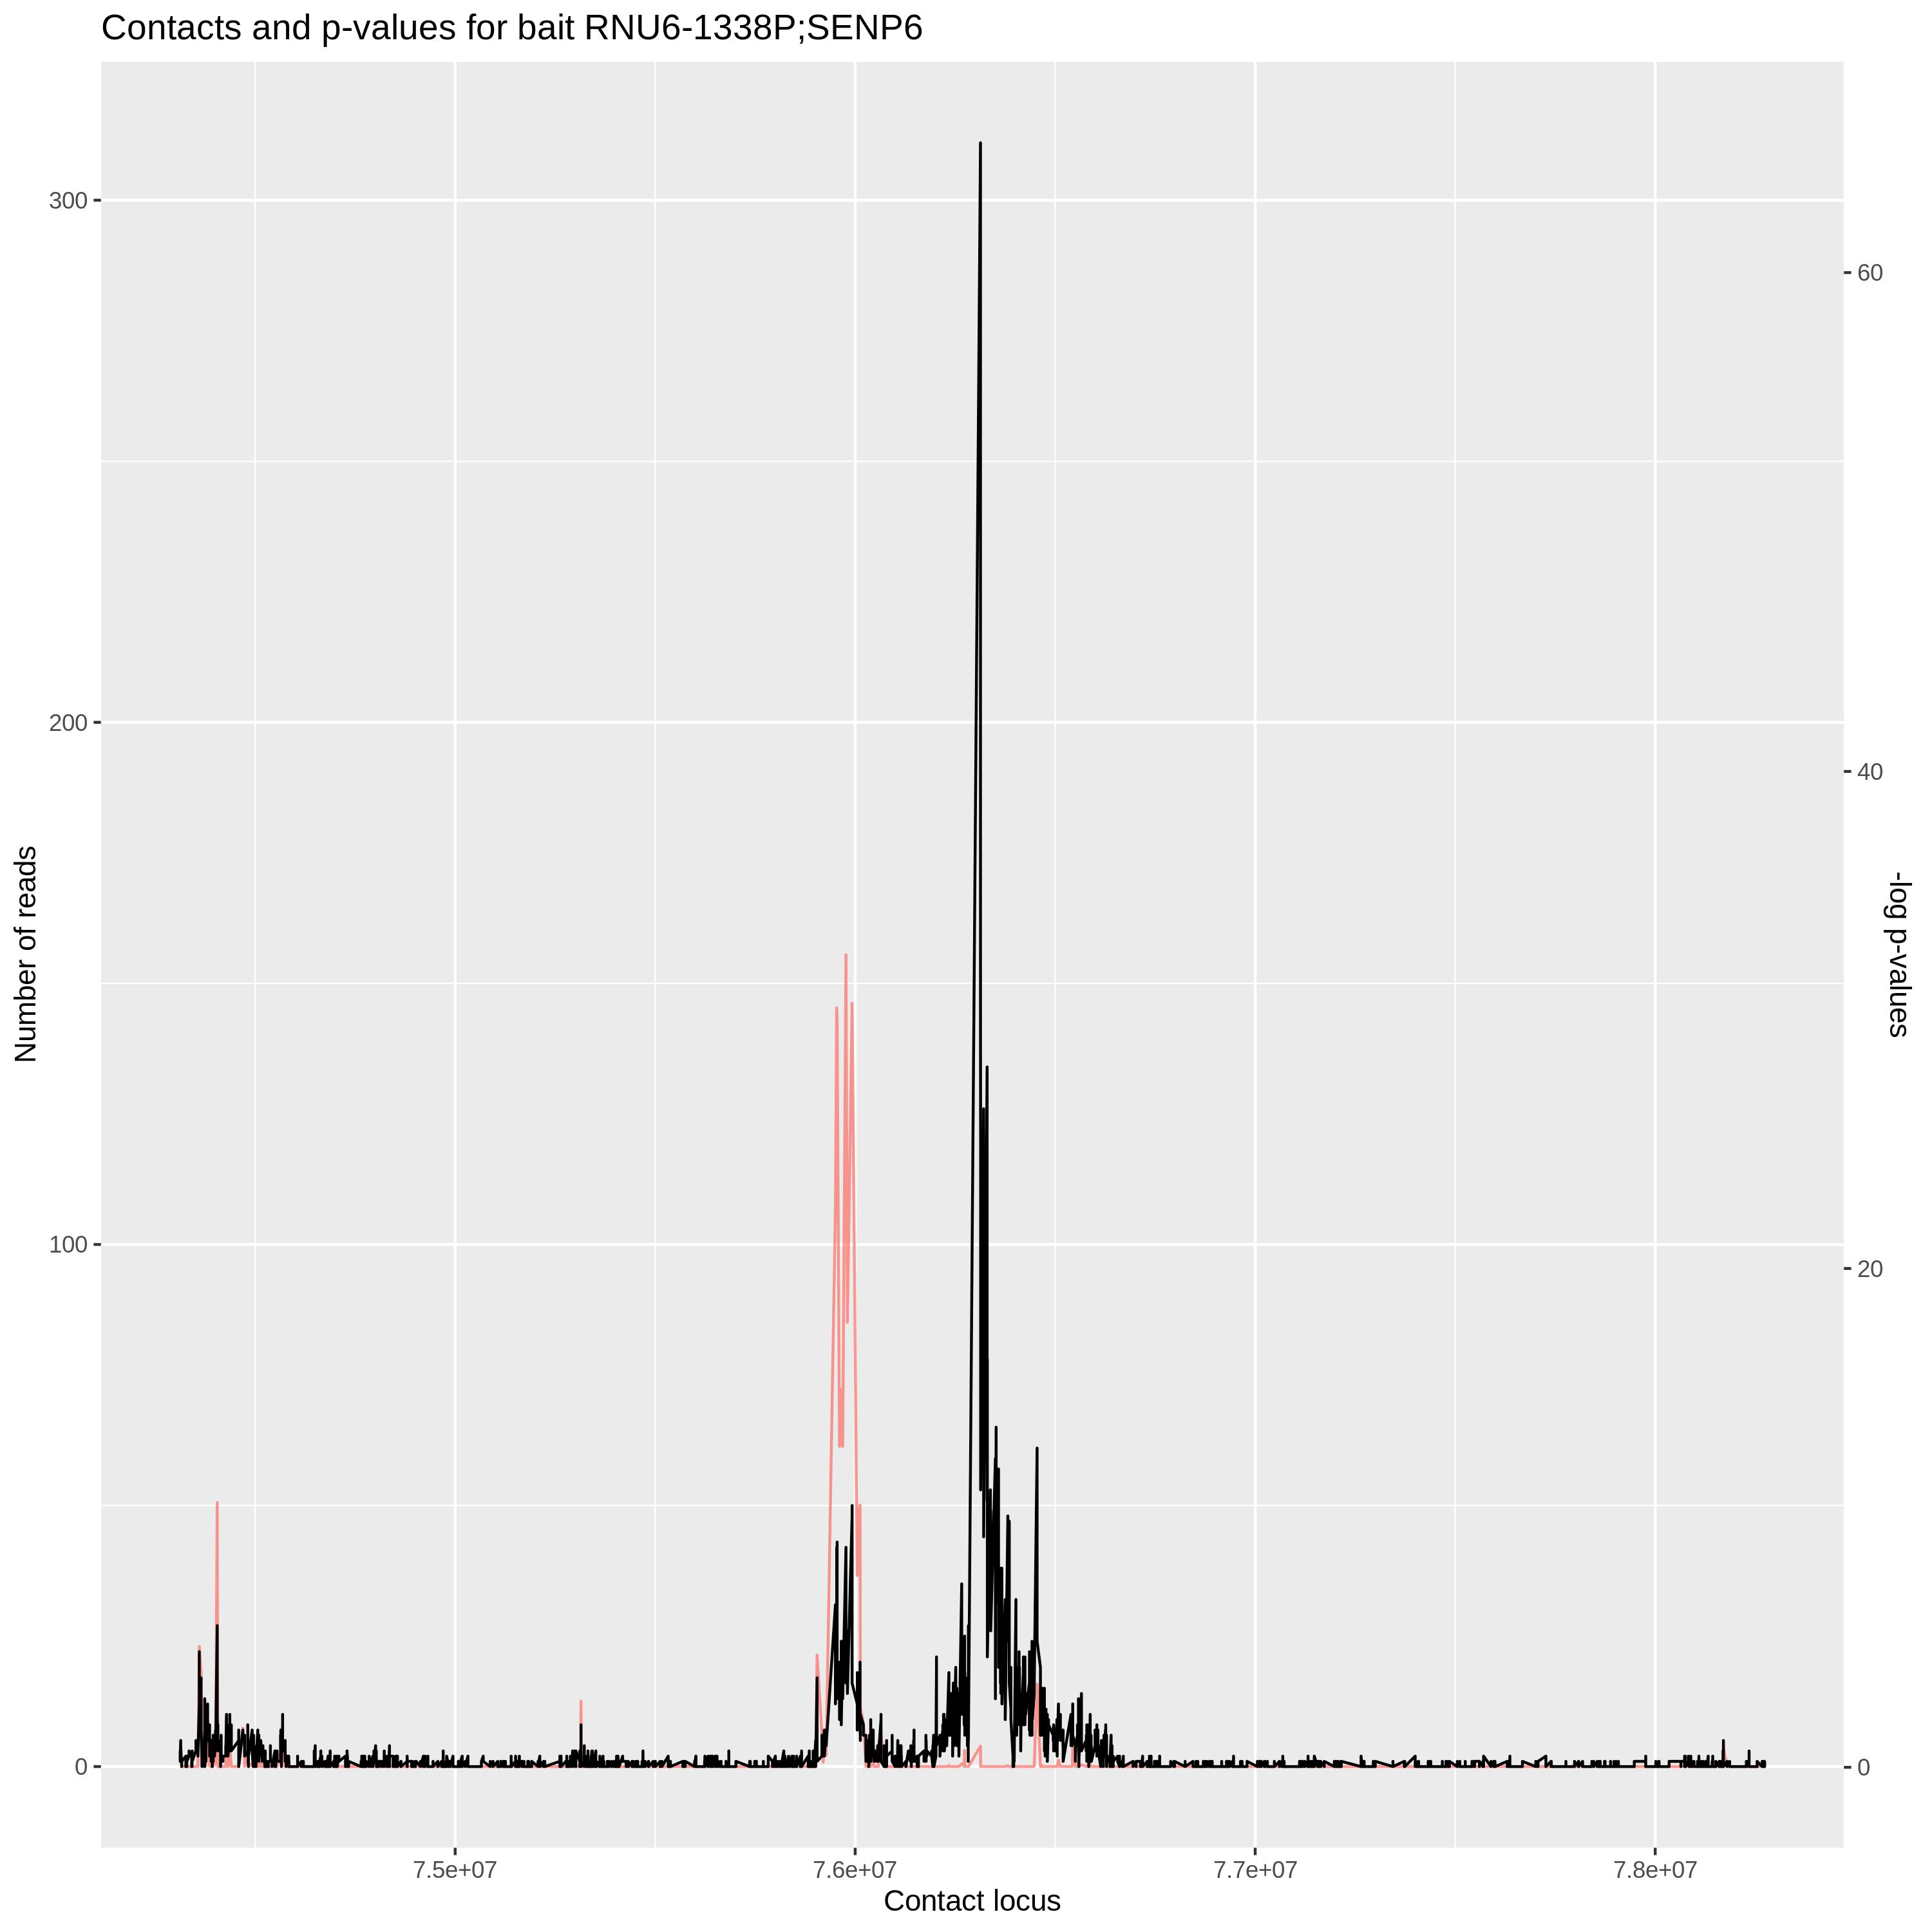 Contacts and p-values for bait RNU6-1338P;SENP6
300
200
100
0
Number of reads
60
40
20
0
-log p-values
7.5e+07 7.6e+07 7.7e+07 7.8e+07
Contact locus